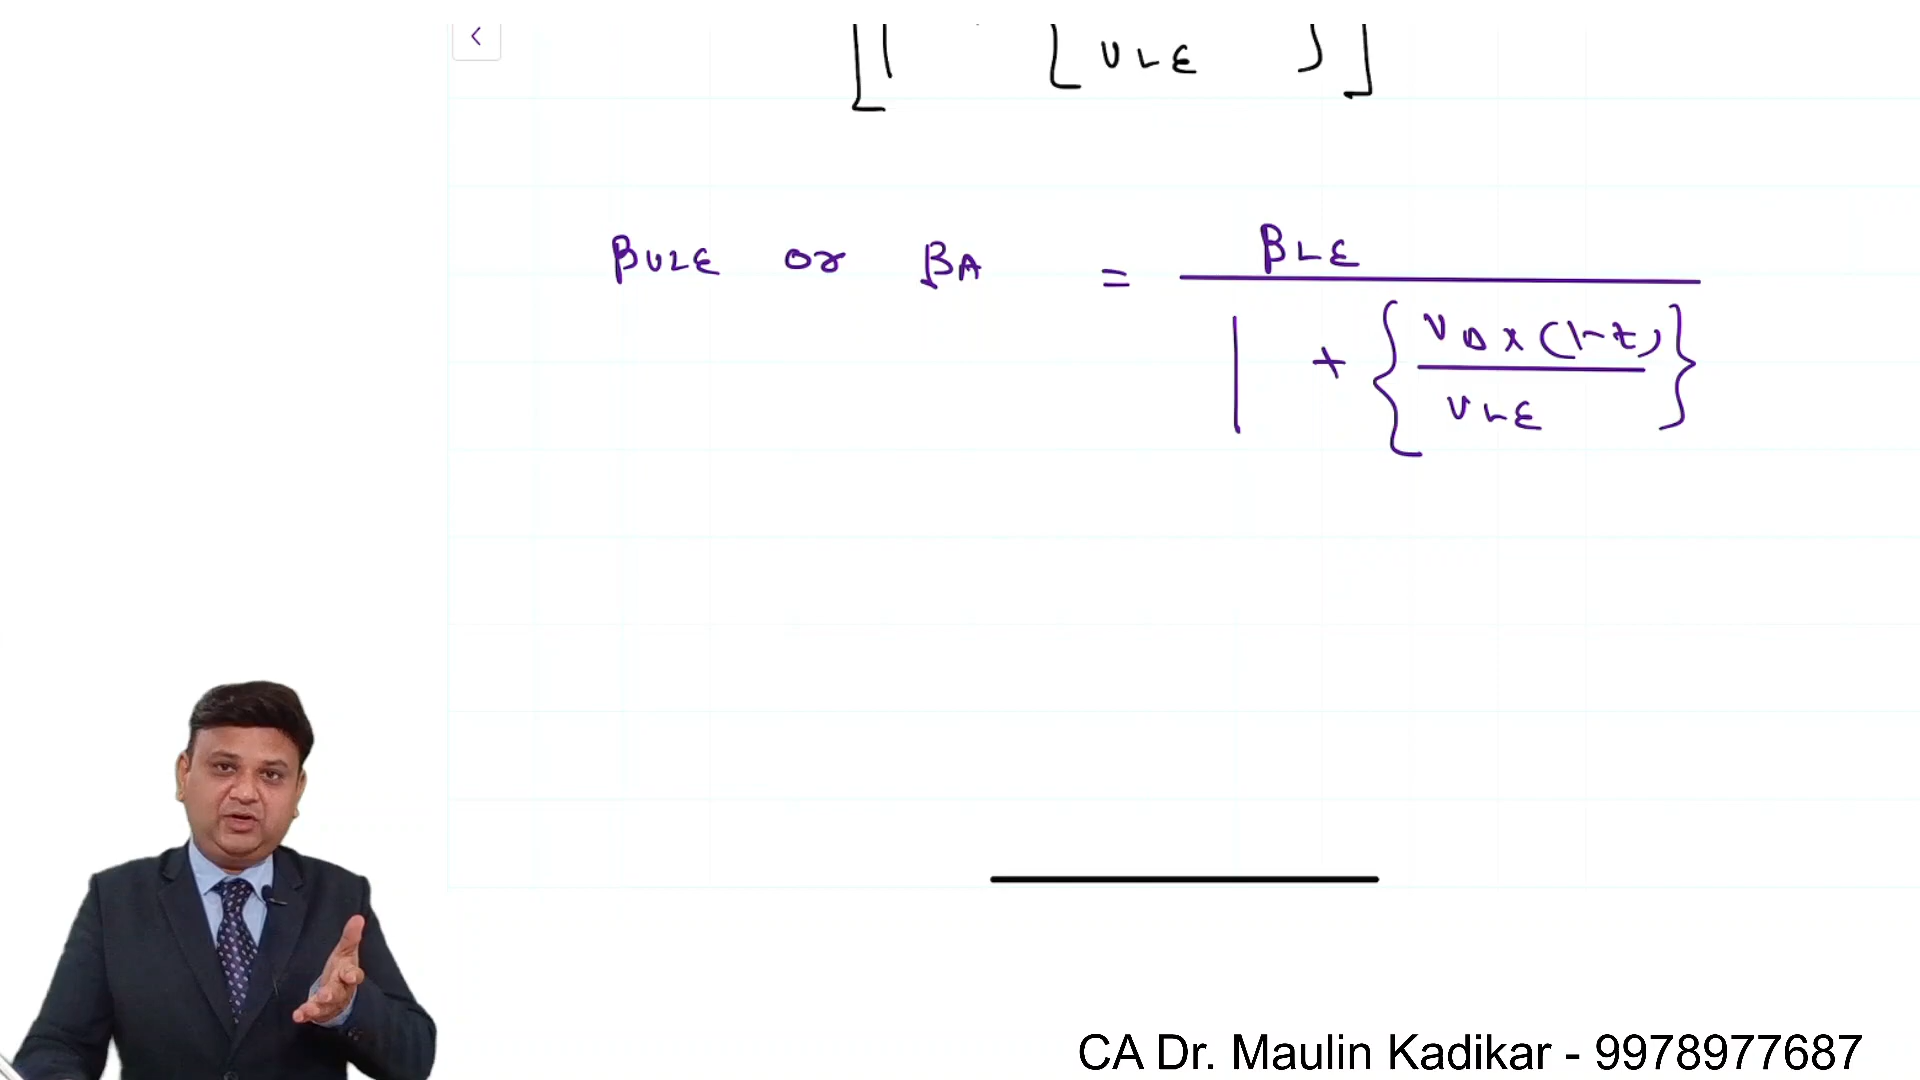 [1 [VLE ] ]
βULE or βA = βLE
1 + { VD x (1-t)
VLE }
CA Dr. Maulin Kadikar - 9978977687